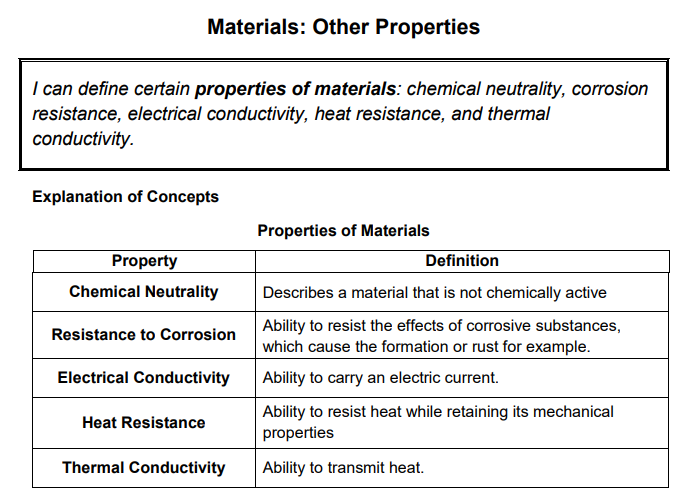 Materials: Other Properties
I can define certain properties of materials: chemical neutrality, corrosion
resistance, electrical conductivity, heat resistance, and thermal
conductivity.
Explanation of Concepts
Properties of Materials
Property Definition
Chemical Neutrality Describes a material that is not chemically active
Resistance to Corrosion Ability to resist the effects of corrosive substances,
which cause the formation or rust for example.
Electrical Conductivity Ability to carry an electric current.
Heat Resistance Ability to resist heat while retaining its mechanical
properties
Thermal Conductivity Ability to transmit heat.